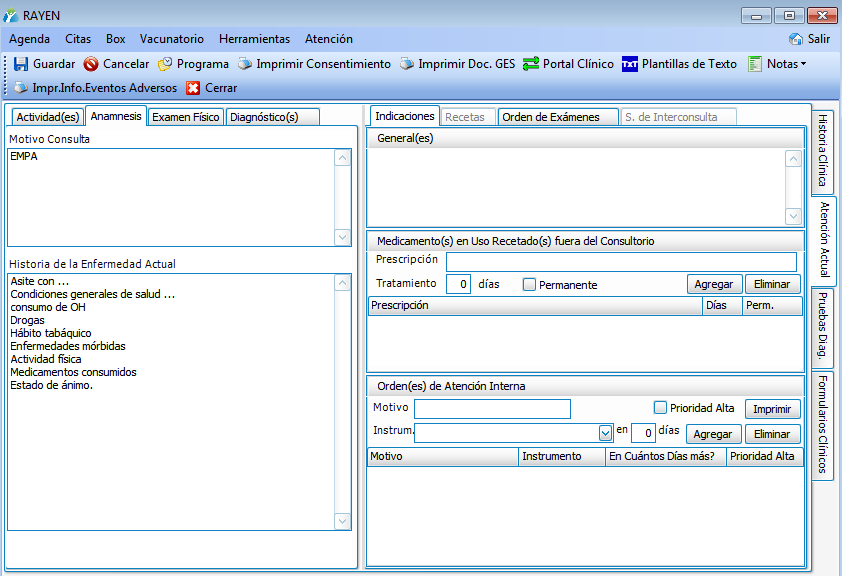 RAYEN
Agenda Citas Box Vacunatorio Herramientas Atención Salir
Guardar Cancelar Programa Imprimir Consentimiento Imprimir Doc. GES Portal Clínico TXT Plantillas de Texto Notas
Impr.Info.Eventos Adversos Cerrar
Actividad(es) Anamnesis Examen Físico Diagnóstico(s)
Motivo Consulta
EMPA
Historia de la Enfermedad Actual
Asite con ...
Condiciones generales de salud ...
consumo de OH
Drogas
Hábito tabáquico
Enfermedades mórbidas
Actividad física
Medicamentos consumidos
Estado de ánimo.
Indicaciones Recetas Orden de Exámenes S. de Interconsulta
General(es)
Medicamento(s) en Uso Recetado(s) fuera del Consultorio
Prescripción
Tratamiento 0 días Permanente Agregar Eliminar
Prescripción Días Perm.
Orden(es) de Atención Interna
Motivo Prioridad Alta Imprimir
Instrum. en 0 días Agregar Eliminar
Motivo Instrumento En Cuántos Días más? Prioridad Alta
Historia Clínica
Atención Actual
Pruebas Diag.
Formularios Clínicos